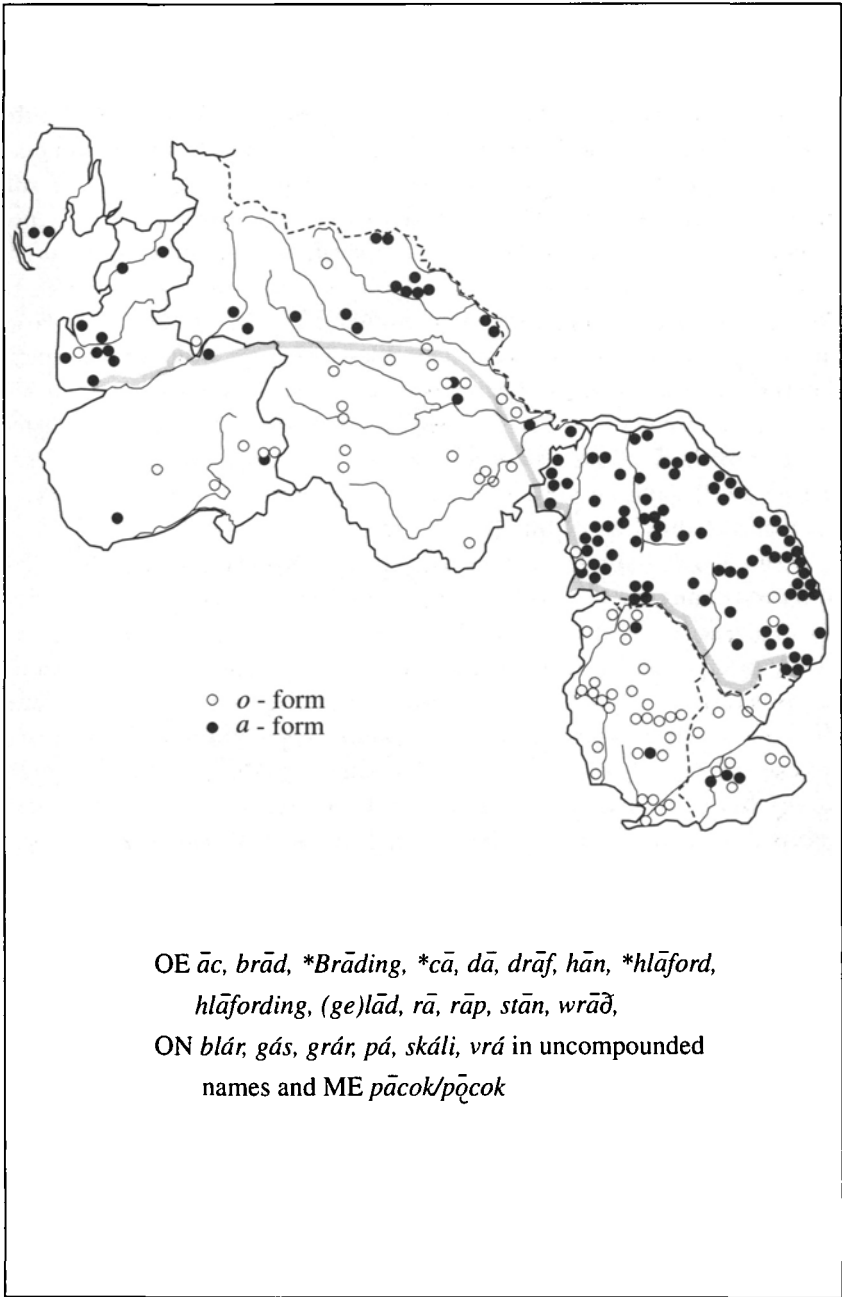 ○ o - form
● a - form
OE āc, brād, *Brāding, *cā, dā, drāf, hān, *hlāford,
hlāfording, (ge)lād, rā, rāp, stān, wrāð,
ON blár, gás, grár, pá, skáli, vrá in uncompounded
names and ME pācok/pǭcok